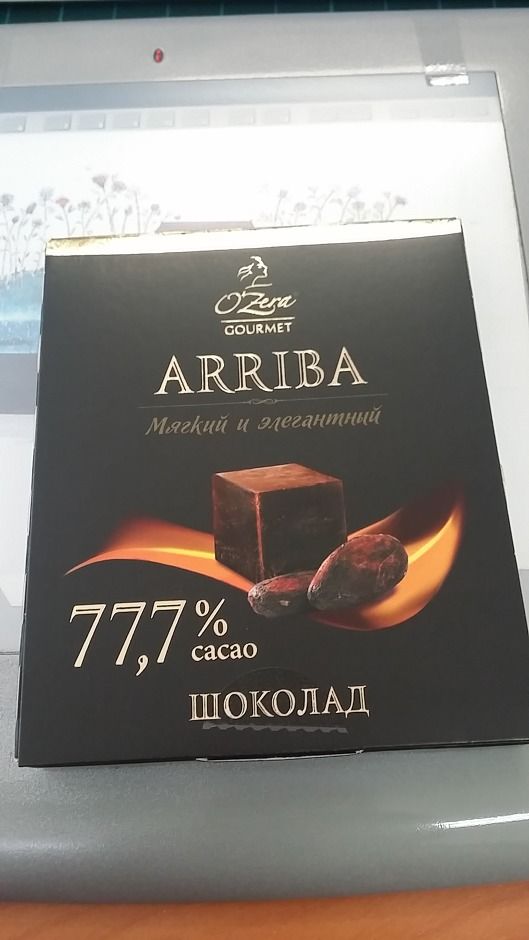 O'Zera
GOURMET
ARRIBA
Мягкий и элегантный
77,7% cacao
ШОКОЛАД